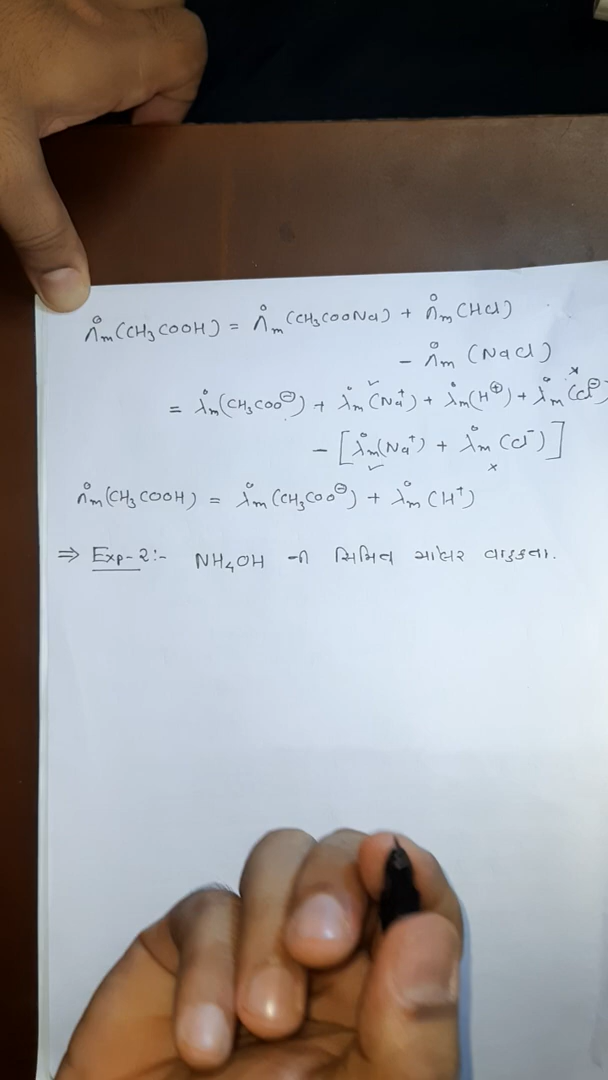 Λ°m(CH₃COOH) = Λ°m(CH₃COONa) + Λ°m(HCl)
− Λ°m(NaCl)
= λ°m(CH₃COO⊖) + λ°m(Na⁺) + λ°m(H⊕) + λ°m(Cl⊖)
− [λ°m(Na⁺) + λ°m(Cl⁻)]
Λ°m(CH₃COOH) = λ°m(CH₃COO⊖) + λ°m(H⁺)
⇒ Exp-2:- NH₄OH ની સિમિત મોલર વાહકતા.